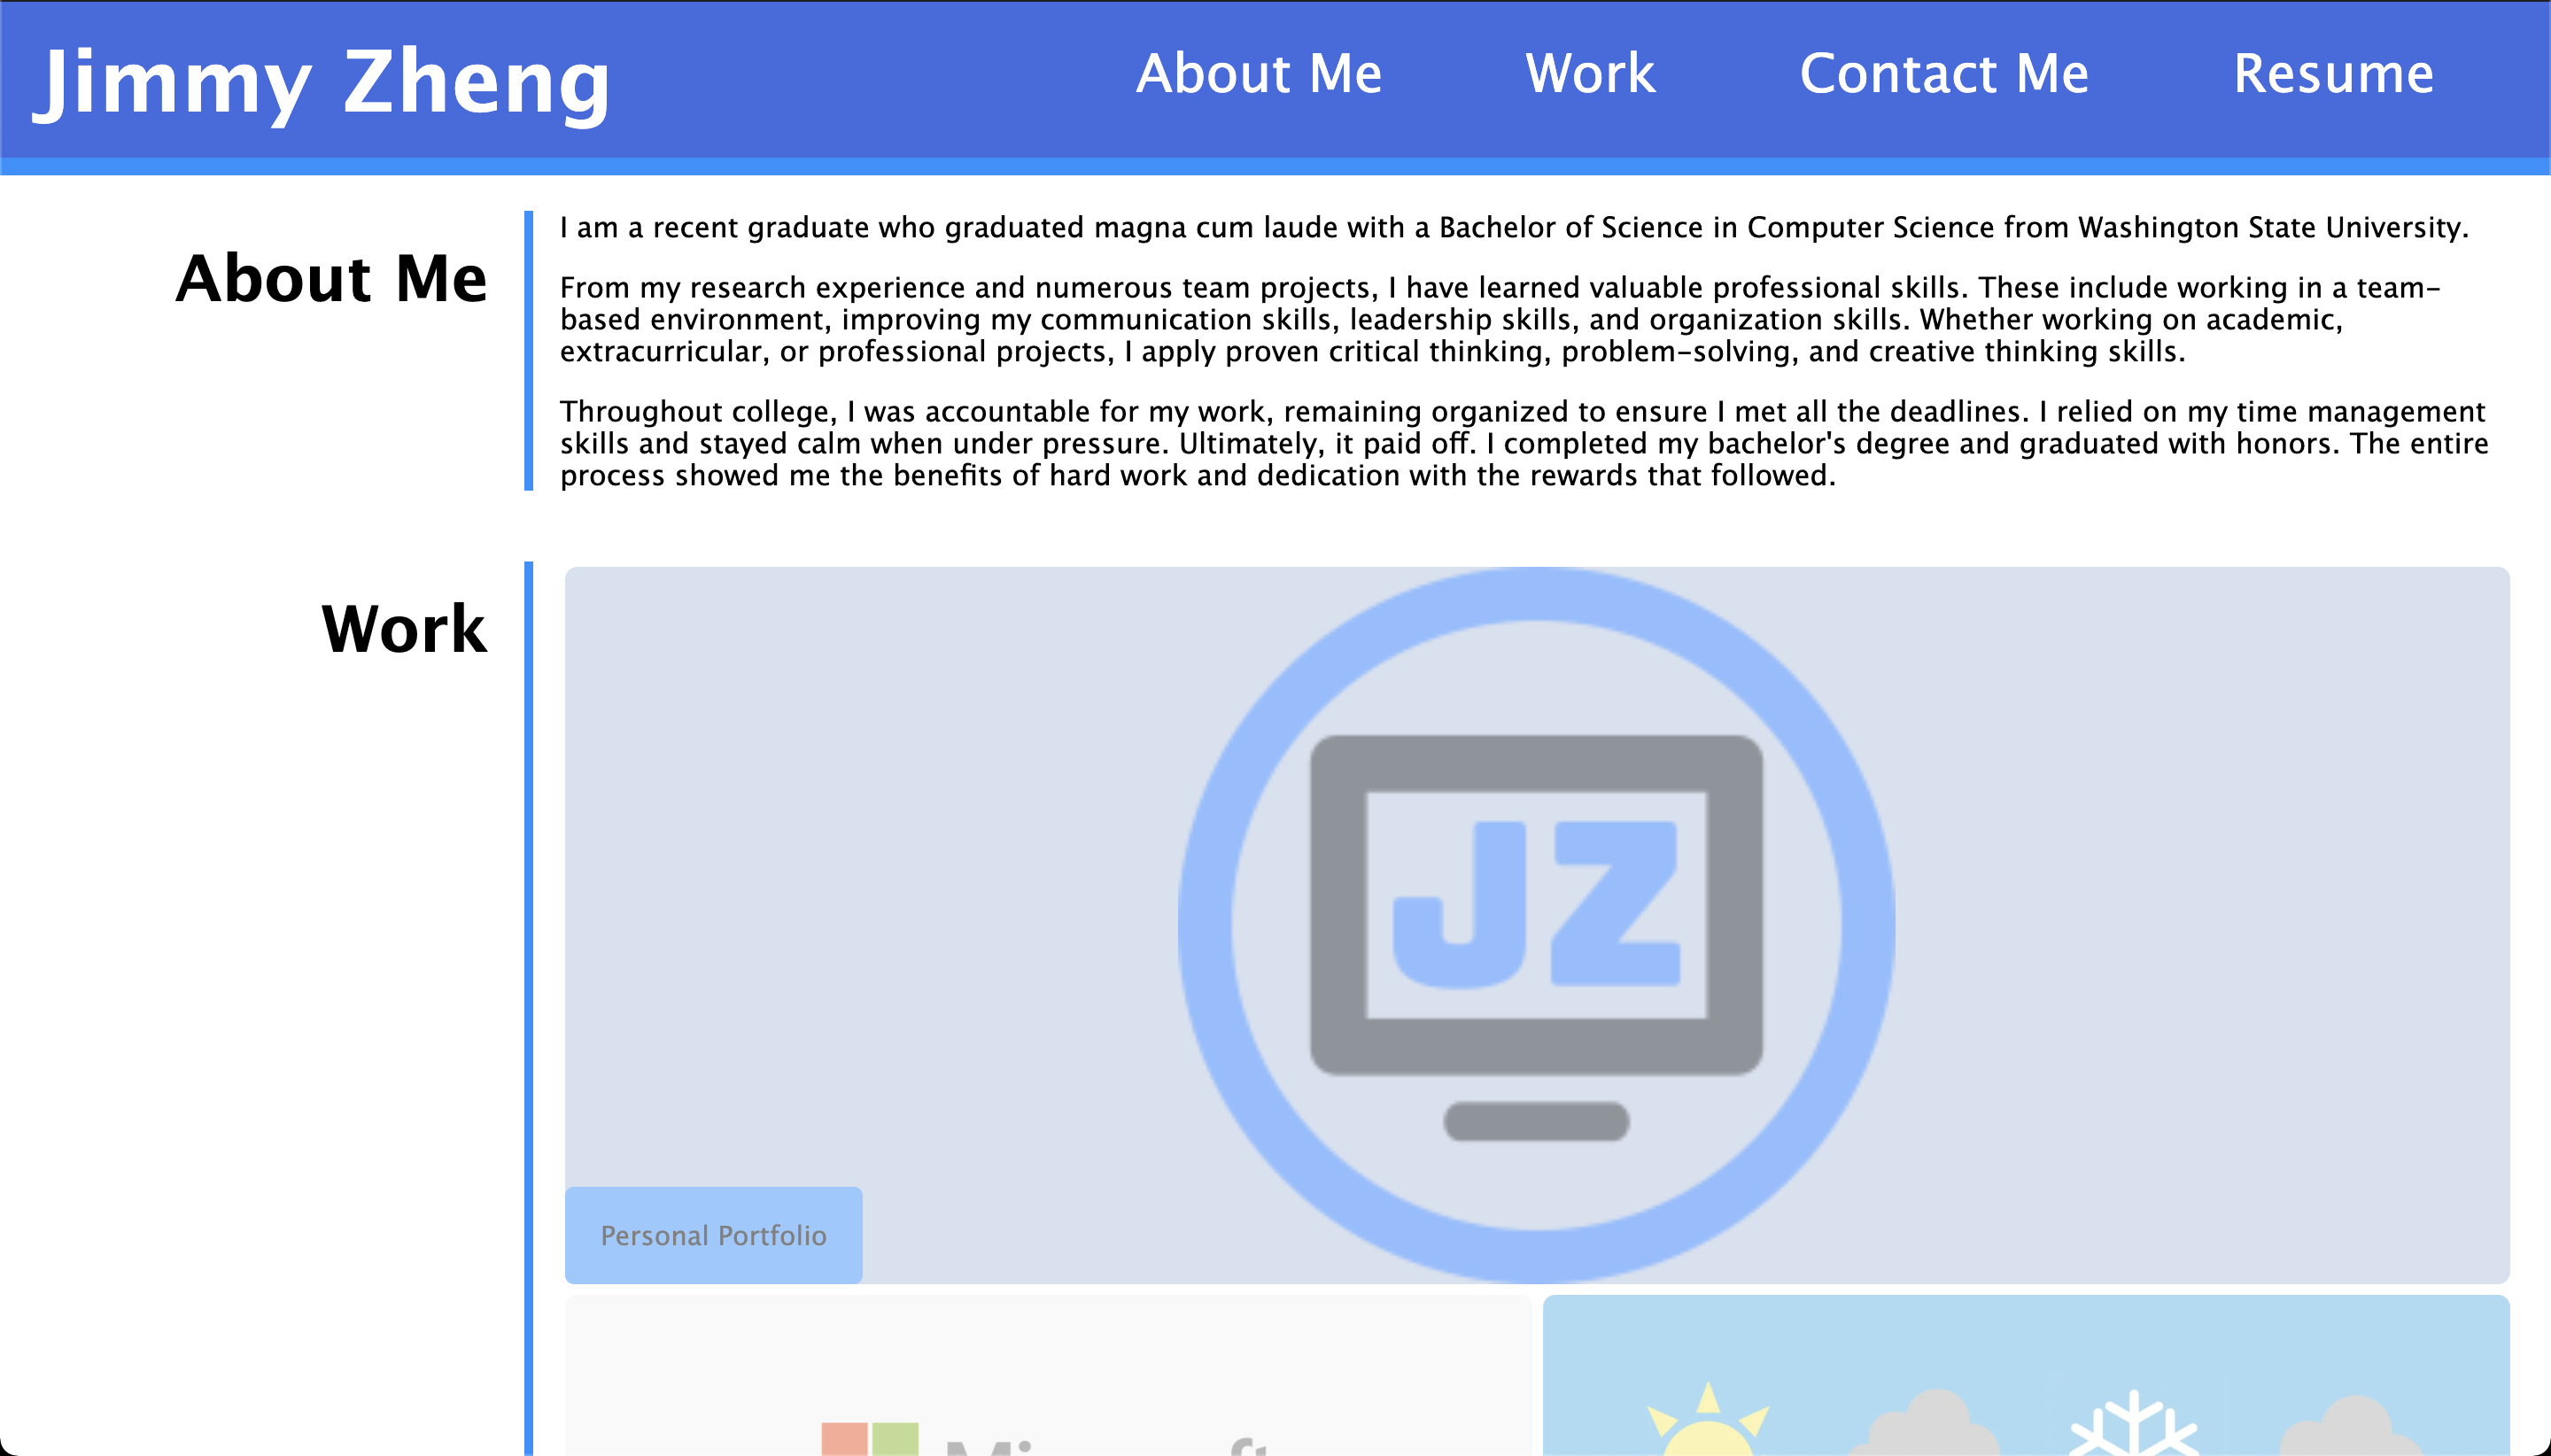 Jimmy Zheng
About Me
Work
Contact Me
Resume
About Me
I am a recent graduate who graduated magna cum laude with a Bachelor of Science in Computer Science from Washington State University.
From my research experience and numerous team projects, I have learned valuable professional skills. These include working in a team-
based environment, improving my communication skills, leadership skills, and organization skills. Whether working on academic,
extracurricular, or professional projects, I apply proven critical thinking, problem-solving, and creative thinking skills.
Throughout college, I was accountable for my work, remaining organized to ensure I met all the deadlines. I relied on my time management
skills and stayed calm when under pressure. Ultimately, it paid off. I completed my bachelor's degree and graduated with honors. The entire
process showed me the benefits of hard work and dedication with the rewards that followed.
Work
JZ
Personal Portfolio
Microsoft